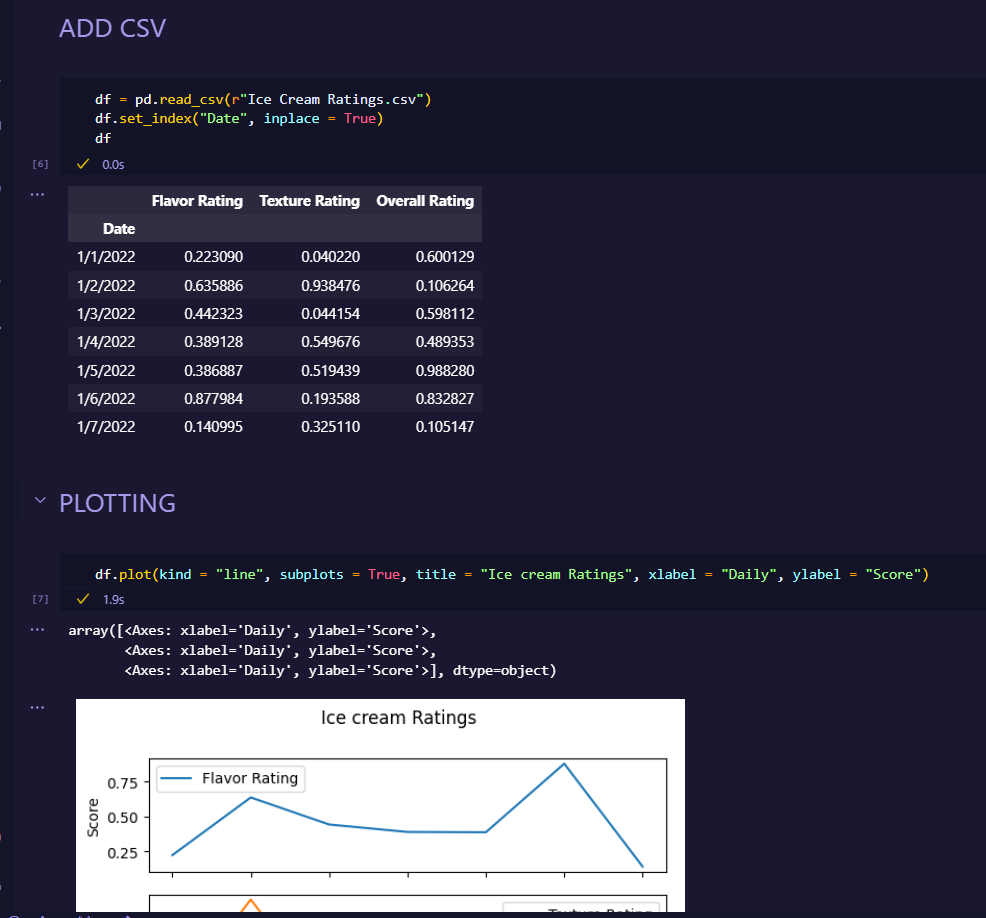 ADD CSV
df = pd.read_csv(r"Ice Cream Ratings.csv")
df.set_index("Date", inplace = True)
df
[6] 0.0s
...
Flavor Rating Texture Rating Overall Rating
Date
1/1/2022 0.223090 0.040220 0.600129
1/2/2022 0.635886 0.938476 0.106264
1/3/2022 0.442323 0.044154 0.598112
1/4/2022 0.389128 0.549676 0.489353
1/5/2022 0.386887 0.519439 0.988280
1/6/2022 0.877984 0.193588 0.832827
1/7/2022 0.140995 0.325110 0.105147
PLOTTING
df.plot(kind = "line", subplots = True, title = "Ice cream Ratings", xlabel = "Daily", ylabel = "Score")
[7] 1.9s
...
array([<Axes: xlabel='Daily', ylabel='Score'>,
<Axes: xlabel='Daily', ylabel='Score'>,
<Axes: xlabel='Daily', ylabel='Score'>], dtype=object)
...
Ice cream Ratings
Flavor Rating
0.75
0.50
0.25
Score
Texture Rating